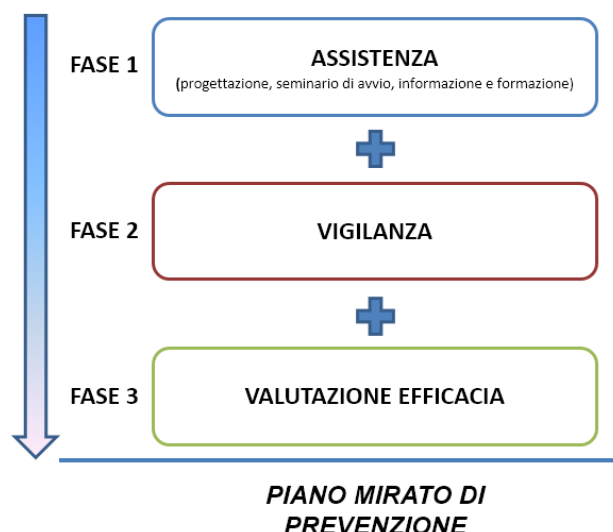 FASE 1
ASSISTENZA
(progettazione, seminario di avvio, informazione e formazione)
FASE 2
VIGILANZA
FASE 3
VALUTAZIONE EFFICACIA
PIANO MIRATO DI
PREVENZIONE